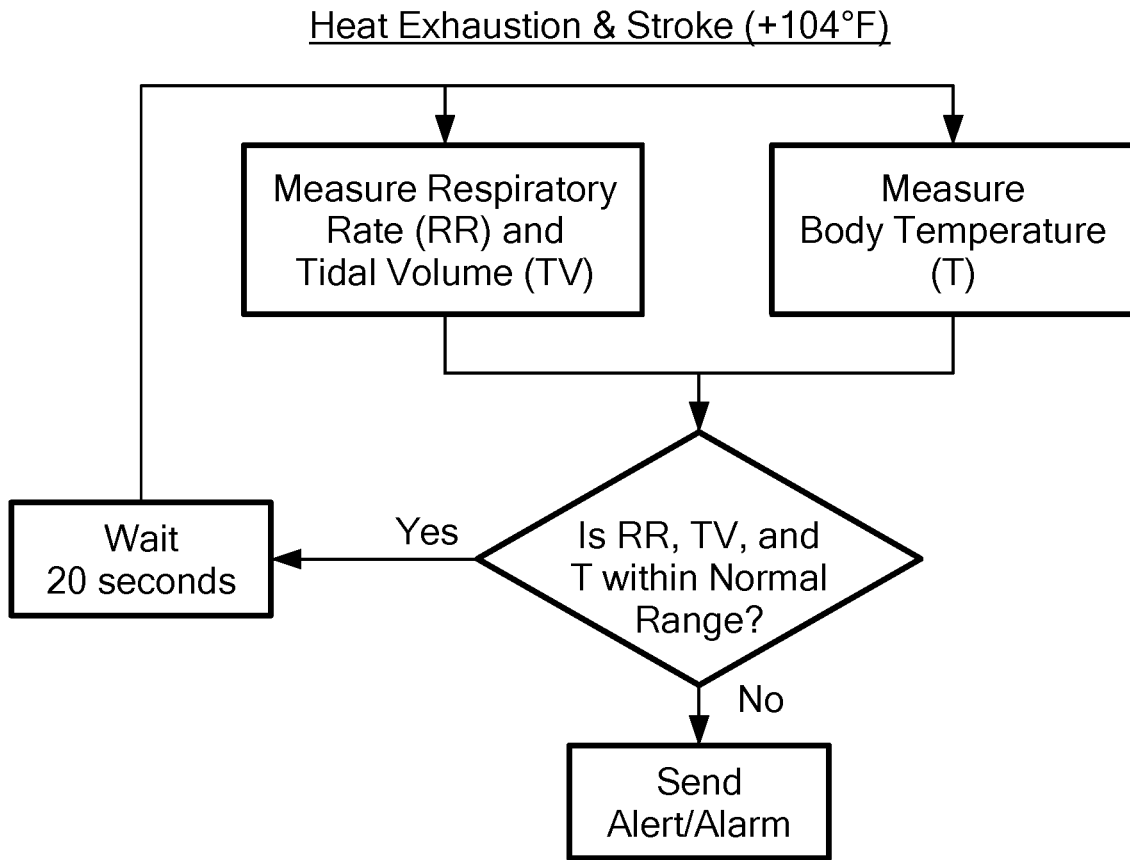 Heat Exhaustion & Stroke (+104°F)
Measure Respiratory
Rate (RR) and
Tidal Volume (TV)
Measure
Body Temperature
(T)
Is RR, TV, and
T within Normal
Range?
Yes
Wait
20 seconds
No
Send
Alert/Alarm